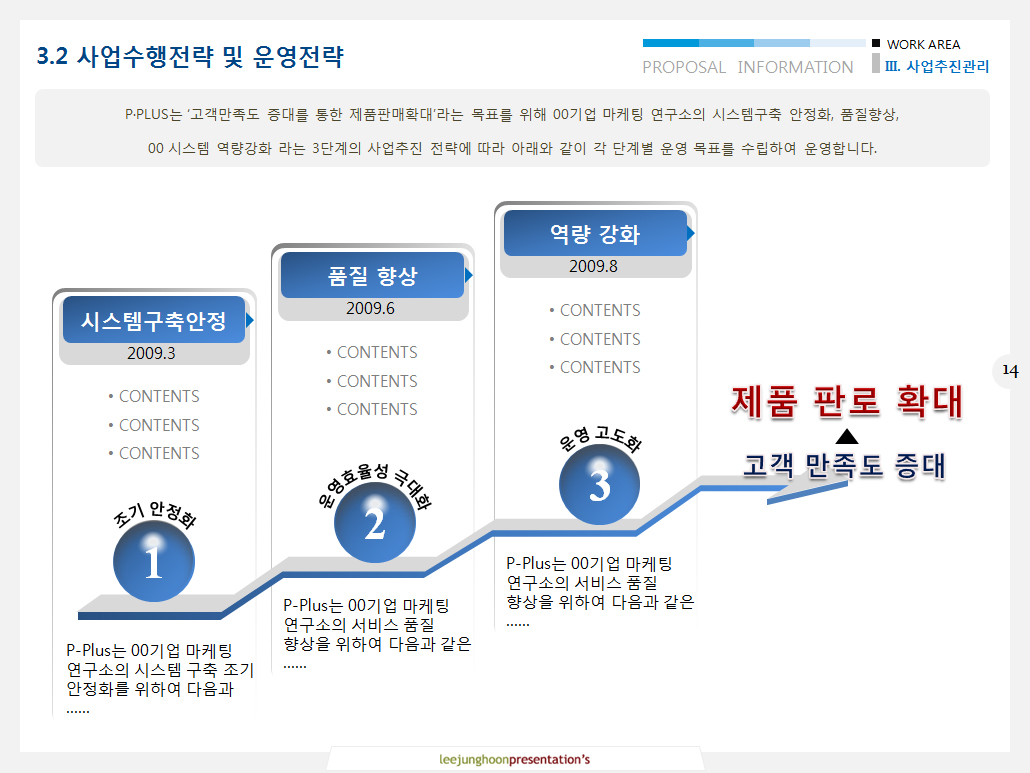 3.2 사업수행전략 및 운영전략
WORK AREA
PROPOSAL INFORMATION
Ⅲ. 사업추진관리
P·PLUS는 ‘고객만족도 증대를 통한 제품판매확대’라는 목표를 위해 00기업 마케팅 연구소의 시스템구축 안정화, 품질향상,
00 시스템 역량강화 라는 3단계의 사업추진 전략에 따라 아래와 같이 각 단계별 운영 목표를 수립하여 운영합니다.
시스템구축안정
2009.3
• CONTENTS
• CONTENTS
• CONTENTS
조기 안정화
1
P-Plus는 00기업 마케팅
연구소의 시스템 구축 조기
안정화를 위하여 다음과
......
품질 향상
2009.6
• CONTENTS
• CONTENTS
• CONTENTS
운영효율성 극대화
2
P-Plus는 00기업 마케팅
연구소의 서비스 품질
향상을 위하여 다음과 같은
......
역량 강화
2009.8
• CONTENTS
• CONTENTS
• CONTENTS
운영 고도화
3
P-Plus는 00기업 마케팅
연구소의 서비스 품질
향상을 위하여 다음과 같은
......
제품 판로 확대
고객 만족도 증대
14
leejunghoonpresentation’s